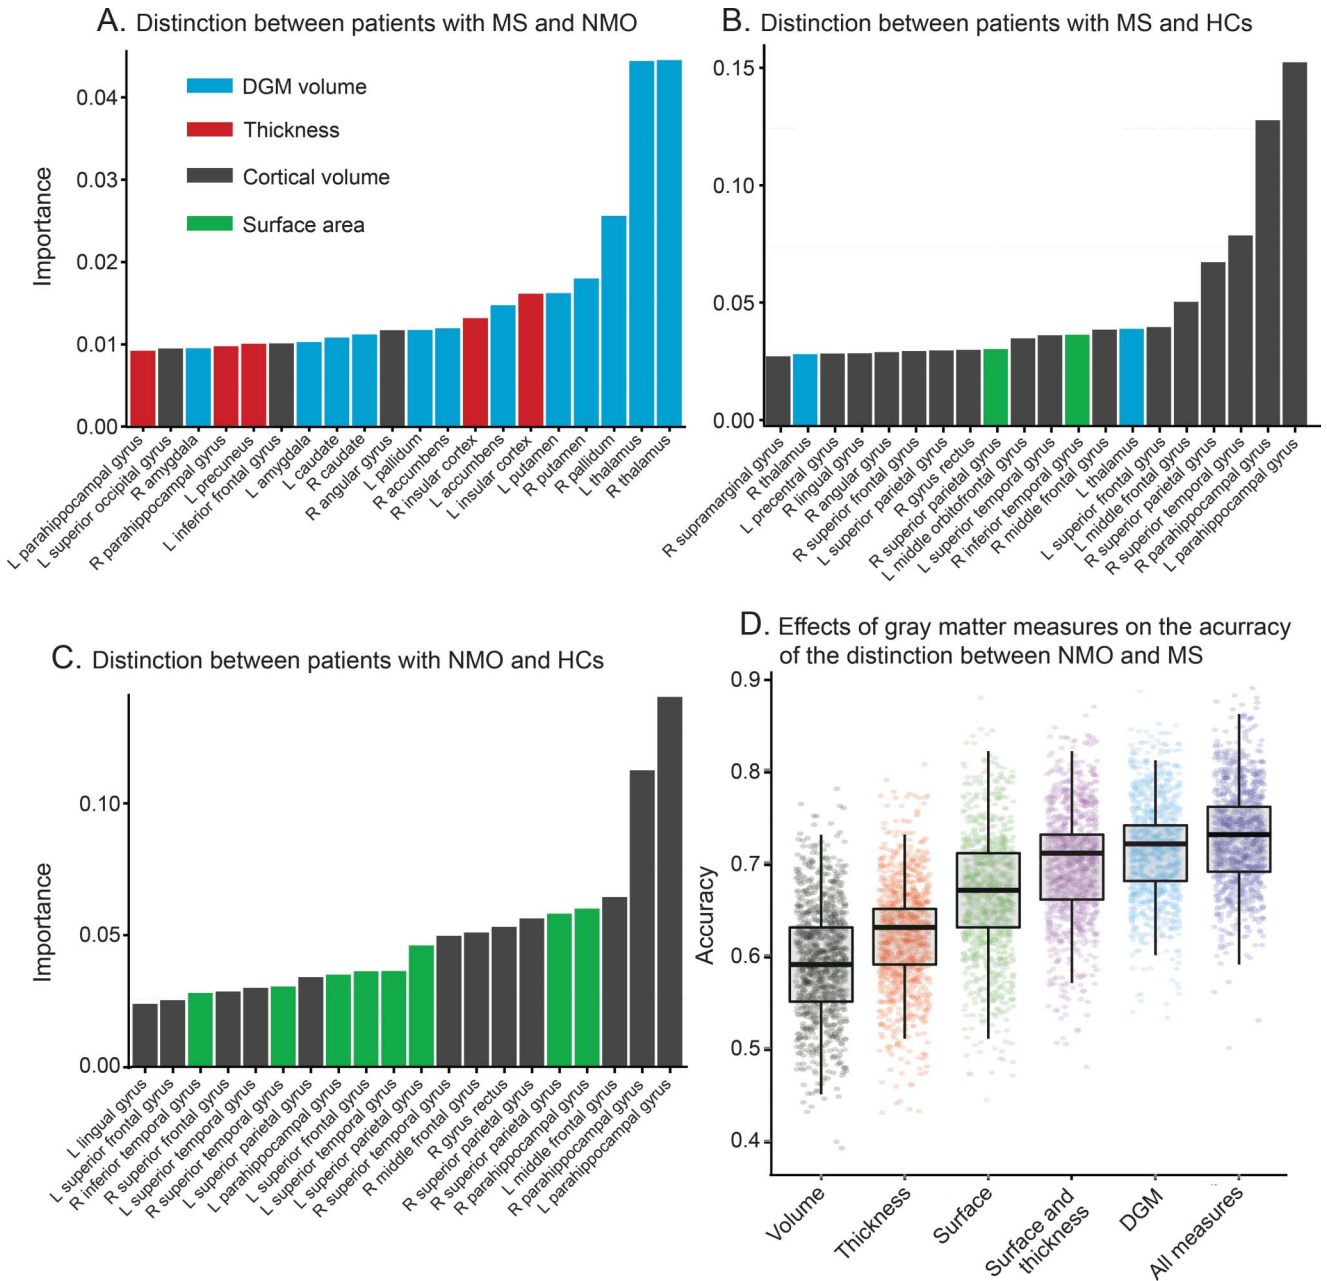 A. Distinction between patients with MS and NMO
Importance
0.04
0.03
0.02
0.01
0.00
DGM volume
Thickness
Cortical volume
Surface area
L parahippocampal gyrus
L superior occipital gyrus
R amygdala
R parahippocampal gyrus
L precuneus
L inferior frontal gyrus
L amygdala
L caudate
R caudate
R angular gyrus
L pallidum
R accumbens
R insular cortex
L accumbens
L insular cortex
L putamen
R putamen
R pallidum
L thalamus
R thalamus
B. Distinction between patients with MS and HCs
0.15
0.10
0.05
0.00
R supramarginal gyrus
R thalamus
L precentral gyrus
R lingual gyrus
R angular gyrus
R superior frontal gyrus
L superior parietal gyrus
R gyrus rectus
R superior parietal gyrus
L middle orbitofrontal gyrus
L superior temporal gyrus
R inferior temporal gyrus
R middle frontal gyrus
L thalamus
L superior frontal gyrus
L middle frontal gyrus
R superior parietal gyrus
R superior temporal gyrus
R parahippocampal gyrus
L parahippocampal gyrus
C. Distinction between patients with NMO and HCs
Importance
0.10
0.05
0.00
L lingual gyrus
L superior frontal gyrus
R inferior temporal gyrus
R superior frontal gyrus
R superior temporal gyrus
L superior temporal gyrus
L superior parietal gyrus
L parahippocampal gyrus
L superior frontal gyrus
L superior temporal gyrus
L superior parietal gyrus
R superior temporal gyrus
R middle frontal gyrus
R gyrus rectus
R superior parietal gyrus
R superior parietal gyrus
R parahippocampal gyrus
L middle frontal gyrus
R parahippocampal gyrus
L parahippocampal gyrus
D. Effects of gray matter measures on the acurracy
of the distinction between NMO and MS
Accuracy
0.9
0.8
0.7
0.6
0.5
0.4
Volume
Thickness
Surface
Surface and
thickness
DGM
All measures